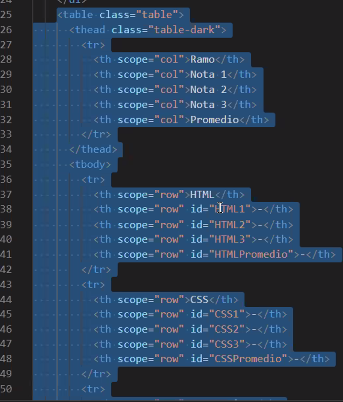 24 </ul>
25 <table class="table">
26 <thead class="table-dark">
27 <tr>
28 <th scope="col">Ramo</th>
29 <th scope="col">Nota 1</th>
30 <th scope="col">Nota 2</th>
31 <th scope="col">Nota 3</th>
32 <th scope="col">Promedio</th>
33 </tr>
34 </thead>
35 <tbody>
36 <tr>
37 <th scope="row">HTML</th>
38 <th scope="row" id="HTML1">-</th>
39 <th scope="row" id="HTML2">-</th>
40 <th scope="row" id="HTML3">-</th>
41 <th scope="row" id="HTMLPromedio">-</th>
42 </tr>
43 <tr>
44 <th scope="row">CSS</th>
45 <th scope="row" id="CSS1">-</th>
46 <th scope="row" id="CSS2">-</th>
47 <th scope="row" id="CSS3">-</th>
48 <th scope="row" id="CSSPromedio">-</th>
49 </tr>
50 <tr>